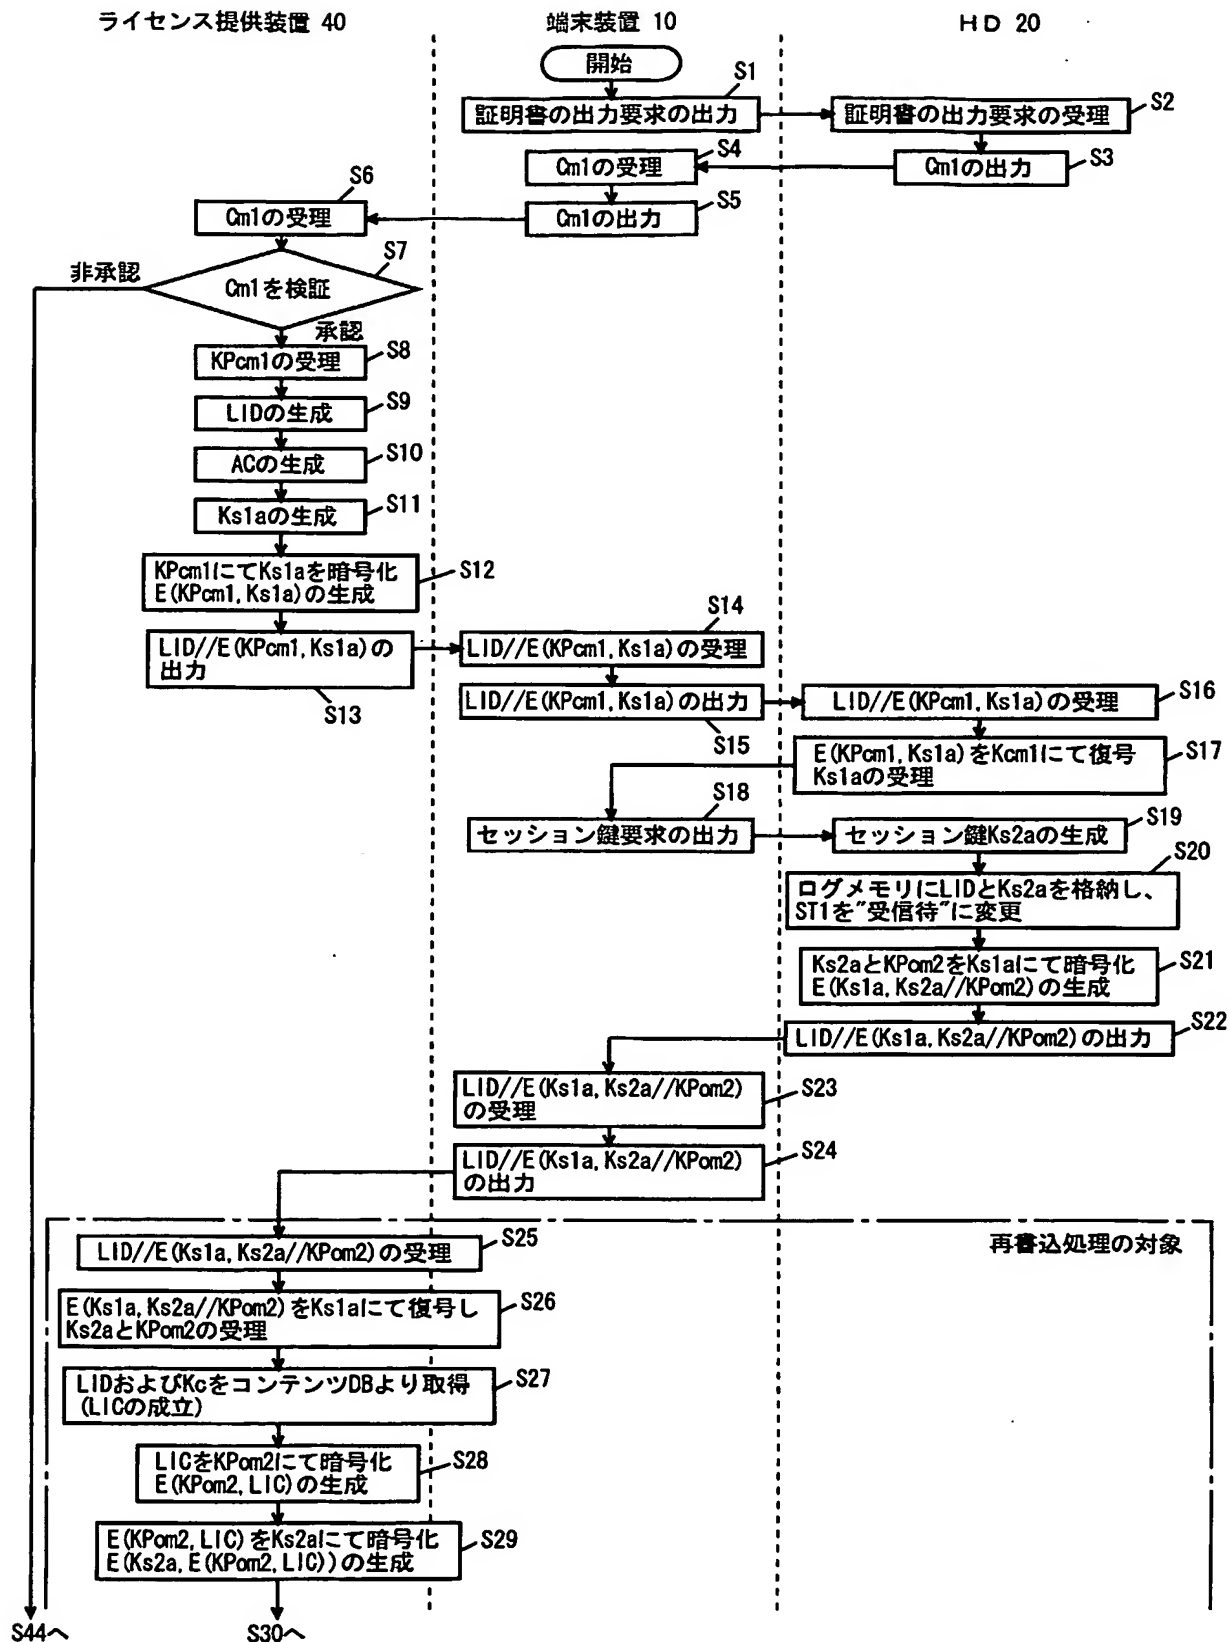 ライセンス提供装置 40
端末装置 10
HD 20
開始
S1
証明書の出力要求の出力
S2
証明書の出力要求の受理
S3
Cm1の出力
S4
Cm1の受理
S5
Cm1の出力
S6
Cm1の受理
S7
Cm1を検証
非承認
承認
S8
KPcm1の受理
S9
LIDの生成
S10
ACの生成
S11
Ks1aの生成
S12
KPcm1にてKs1aを暗号化
E(KPcm1,Ks1a)の生成
LID//E(KPcm1,Ks1a)の
出力
S13
S14
LID//E(KPcm1,Ks1a)の受理
LID//E(KPcm1,Ks1a)の出力
S15
S16
LID//E(KPcm1,Ks1a)の受理
S17
E(KPcm1,Ks1a)をKcm1にて復号
Ks1aの受理
S18
セッション鍵要求の出力
S19
セッション鍵Ks2aの生成
S20
ログメモリにLIDとKs2aを格納し、
ST1を"受信待"に変更
S21
Ks2aとKPom2をKs1aにて暗号化
E(Ks1a,Ks2a//KPom2)の生成
S22
LID//E(Ks1a,Ks2a//KPom2)の出力
S23
LID//E(Ks1a,Ks2a//KPom2)
の受理
S24
LID//E(Ks1a,Ks2a//KPom2)
の出力
再書込処理の対象
S25
LID//E(Ks1a,Ks2a//KPom2)の受理
S26
E(Ks1a,Ks2a//KPom2)をKs1aにて復号し
Ks2aとKPom2の受理
S27
LIDおよびKcをコンテンツDBより取得
(LICの成立)
S28
LICをKPom2にて暗号化
E(KPom2,LIC)の生成
S29
E(KPom2,LIC)をKs2aにて暗号化
E(Ks2a,E(KPom2,LIC))の生成
S44へ
S30へ